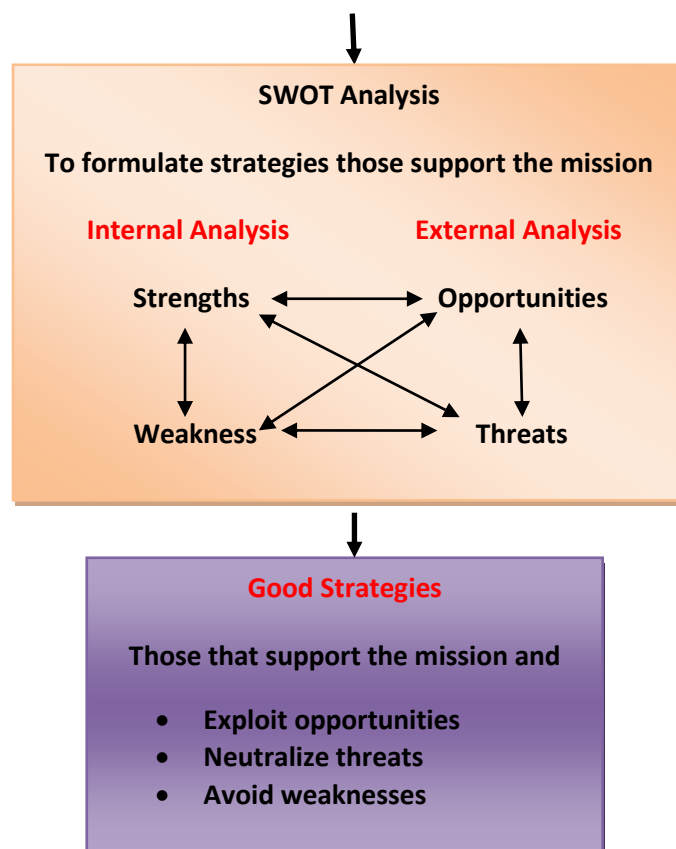 SWOT Analysis
To formulate strategies those support the mission
Internal Analysis External Analysis
Strengths Opportunities
Weakness Threats
Good Strategies
Those that support the mission and
• Exploit opportunities
• Neutralize threats
• Avoid weaknesses